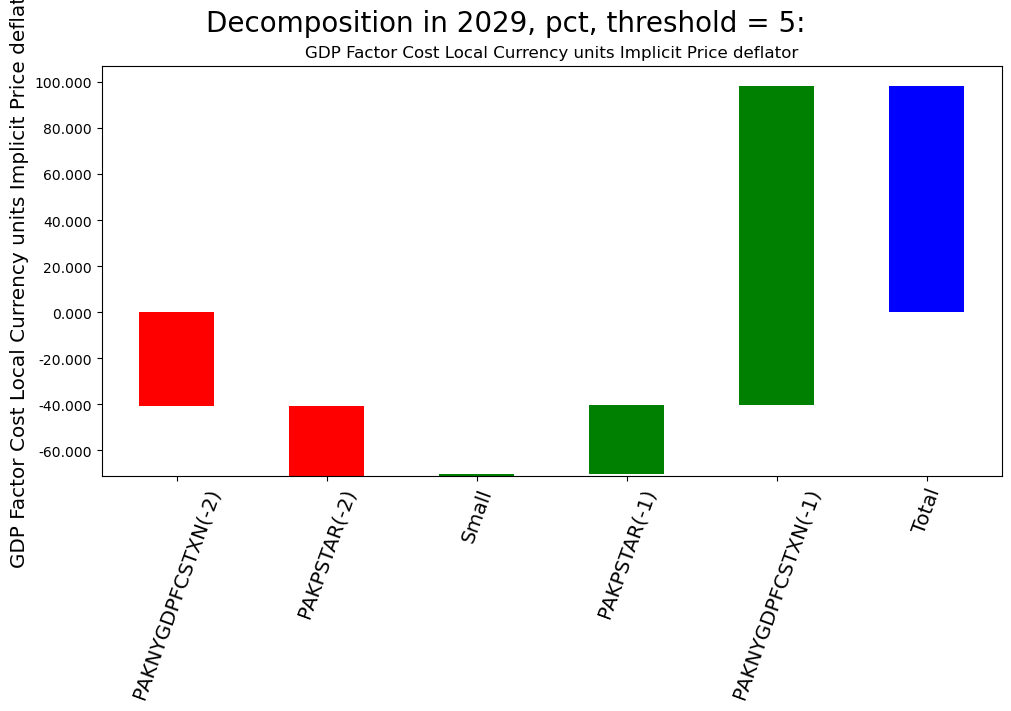 Decomposition in 2029, pct, threshold = 5:
GDP Factor Cost Local Currency units Implicit Price deflator
GDP Factor Cost Local Currency units Implicit Price deflat
100.000
80.000
60.000
40.000
20.000
0.000
-20.000
-40.000
-60.000
PAKNYGDPFCSTXN(-2)
PAKPSTAR(-2)
Small
PAKPSTAR(-1)
PAKNYGDPFCSTXN(-1)
Total